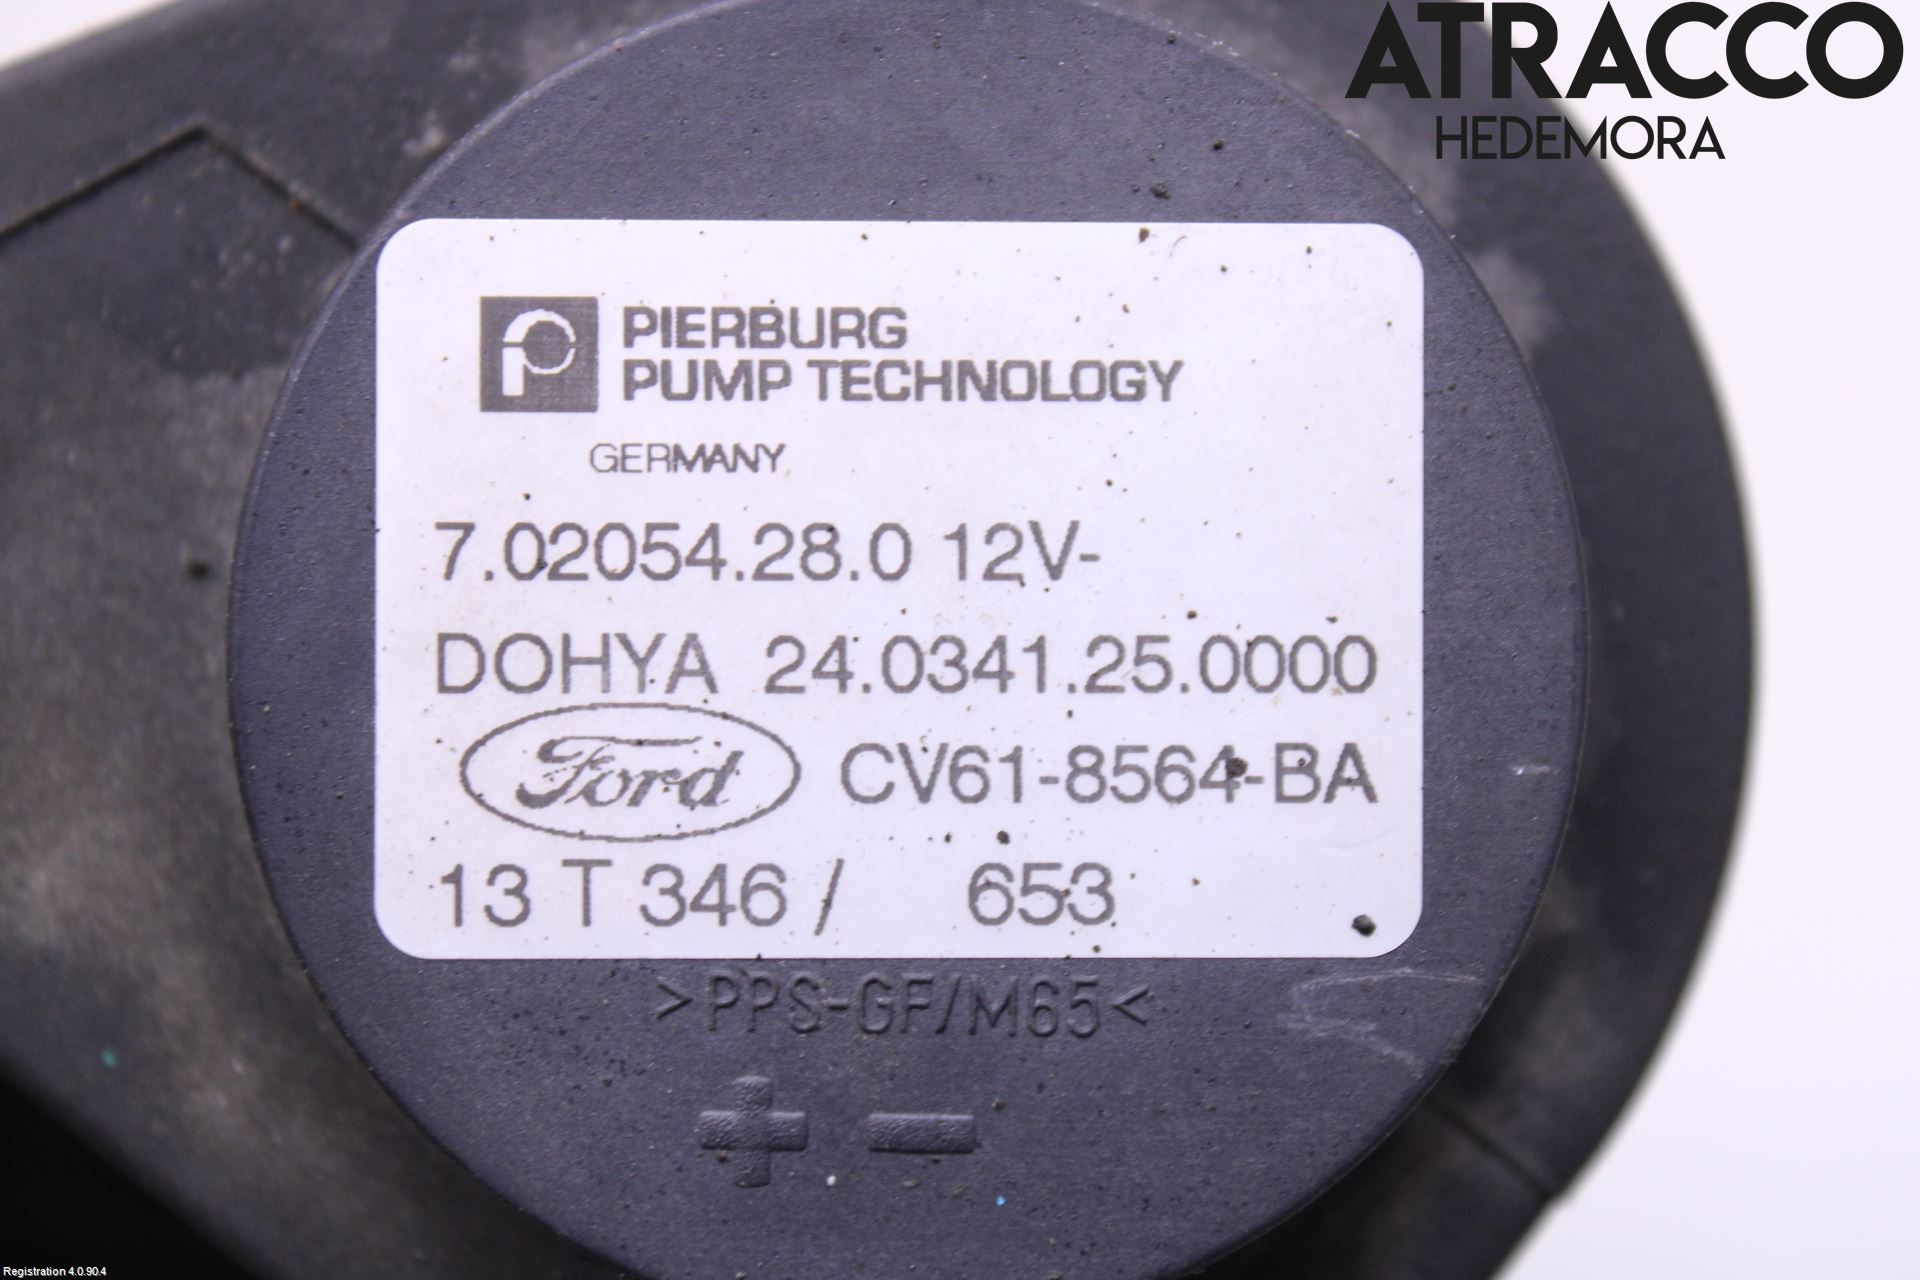 ATRACCO
HEDEMORA
PIERBURG
PUMP TECHNOLOGY
GERMANY
7.02054.28.0 12V-
DOHYA 24.0341.25.0000
Ford CV61-8564-BA
13 T 346 / 653
>PPS-GF/M65<
+ -
Registration 4.0.90.4